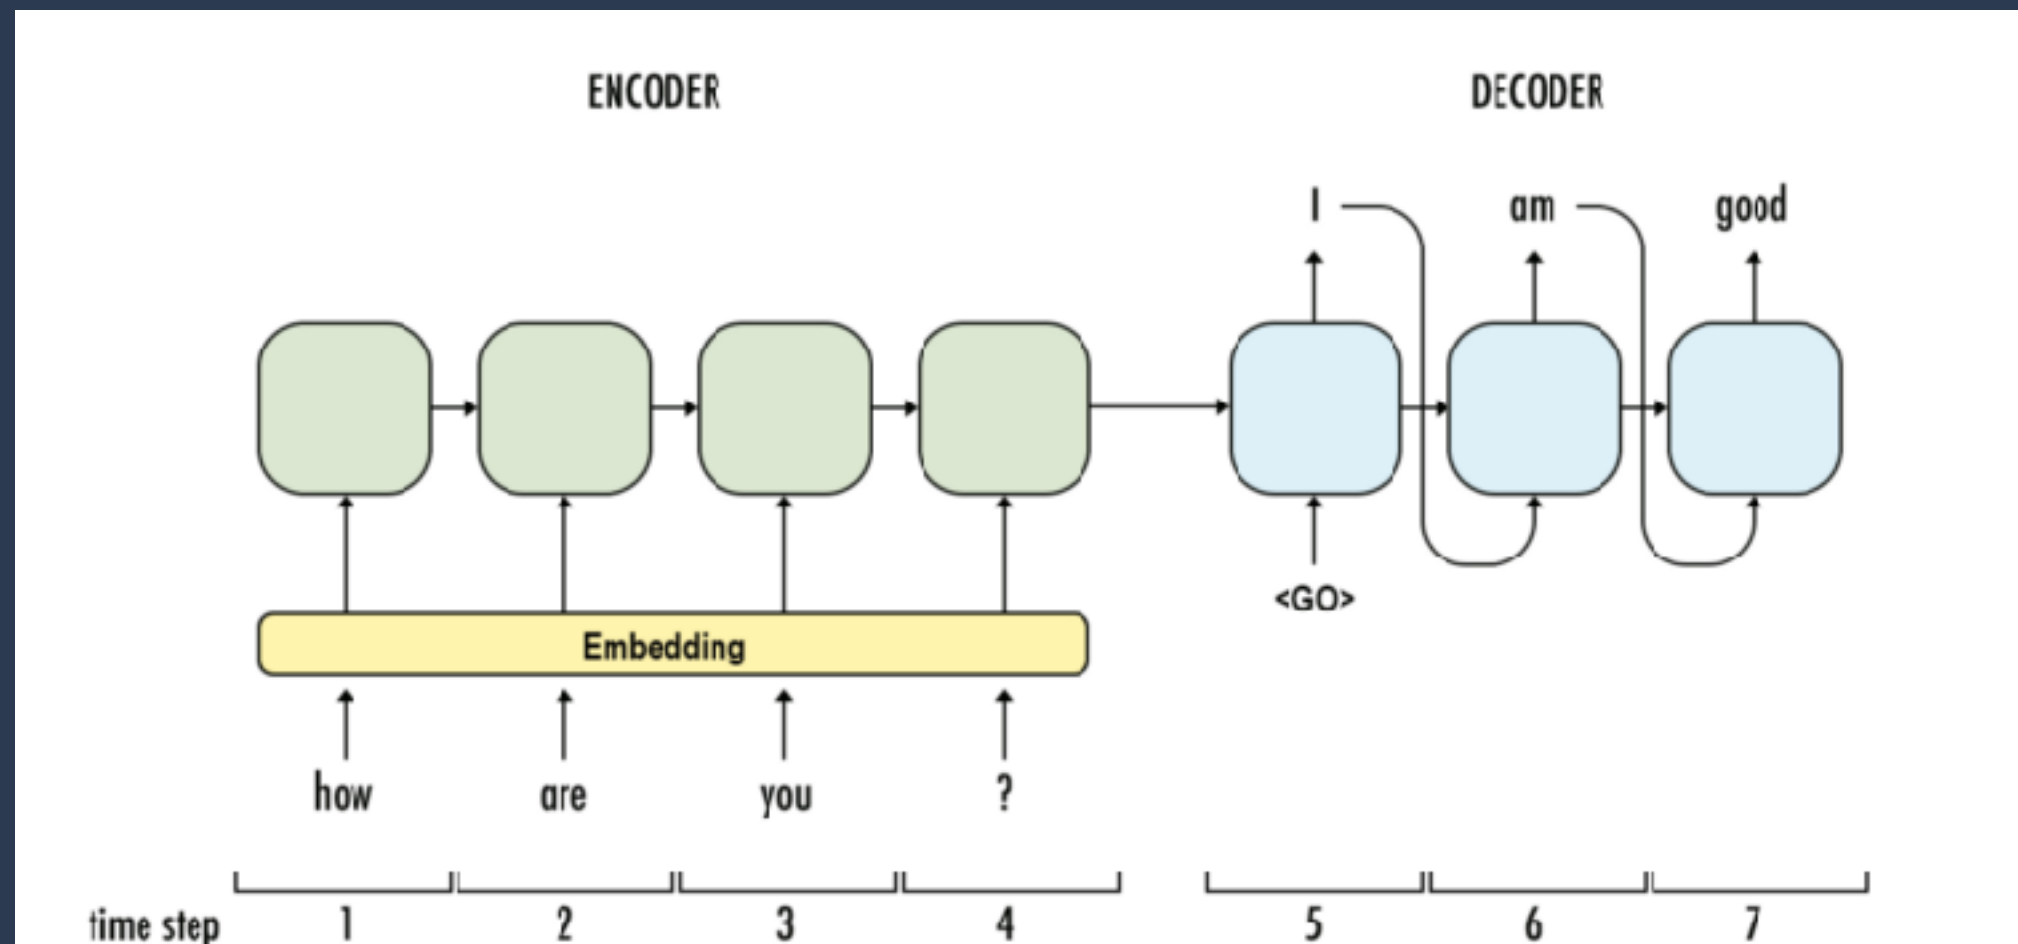 ENCODER DECODER
I am good
<GO>
Embedding
how are you ?
time step 1 2 3 4 5 6 7